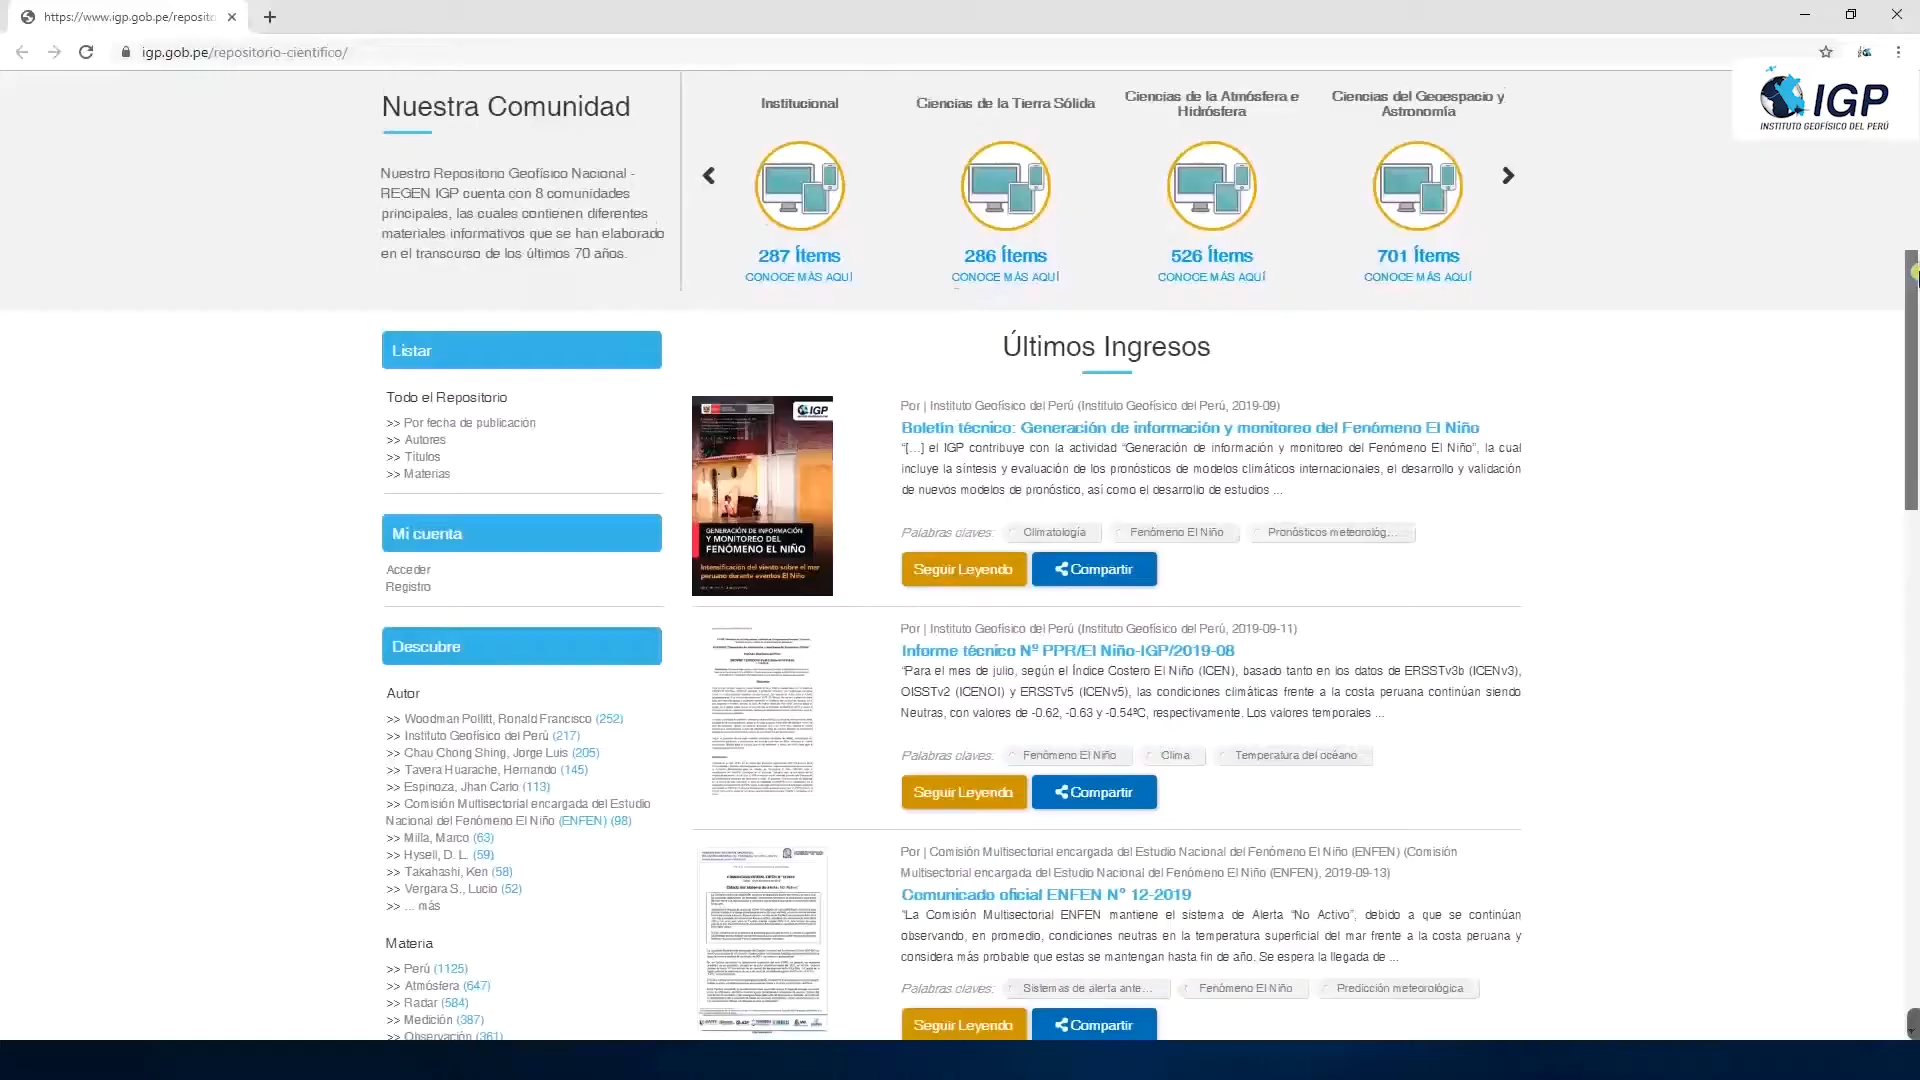 https://www.igp.gob.pe/reposito
igp.gob.pe/repositorio-cientifico/
IGP
INSTITUTO GEOFÍSICO DEL PERÚ
Nuestra Comunidad
Nuestro Repositorio Geofísico Nacional -
REGEN IGP cuenta con 8 comunidades
principales, las cuales contienen diferentes
materiales informativos que se han elaborado
en el transcurso de los últimos 70 años.
Institucional
287 Ítems
CONOCE MÁS AQUÍ
Ciencias de la Tierra Sólida
286 Ítems
CONOCE MÁS AQUÍ
Ciencias de la Atmósfera e
Hidrósfera
526 Ítems
CONOCE MÁS AQUÍ
Ciencias del Geoespacio y
Astronomía
701 Ítems
CONOCE MÁS AQUÍ
Listar
Todo el Repositorio
>> Por fecha de publicación
>> Autores
>> Títulos
>> Materias
Mi cuenta
Acceder
Registro
Descubre
Autor
>> Woodman Pollitt, Ronald Francisco (252)
>> Instituto Geofísico del Perú (217)
>> Chau Chong Shing, Jorge Luis (205)
>> Tavera Huarache, Hernando (145)
>> Espinoza, Jhan Carlo (113)
>> Comisión Multisectorial encargada del Estudio
Nacional del Fenómeno El Niño (ENFEN) (98)
>> Milla, Marco (63)
>> Hysell, D. L. (59)
>> Takahashi, Ken (58)
>> Vergara S., Lucio (52)
>> ... más
Materia
>> Perú (1125)
>> Atmósfera (647)
>> Radar (584)
>> Medición (387)
>> Observación (361)
Últimos Ingresos
IGP
GENERACIÓN DE INFORMACIÓN
Y MONITOREO DEL
FENÓMENO EL NIÑO
Intensificación del viento sobre el mar
peruano durante eventos El Niño
Por | Instituto Geofísico del Perú (Instituto Geofísico del Perú, 2019-09)
Boletín técnico: Generación de información y monitoreo del Fenómeno El Niño
“[...] el IGP contribuye con la actividad “Generación de información y monitoreo del Fenómeno El Niño”, la cual
incluye la síntesis y evaluación de los pronósticos de modelos climáticos internacionales, el desarrollo y validación
de nuevos modelos de pronóstico, así como el desarrollo de estudios ...
Palabras claves: Climatología Fenómeno El Niño Pronósticos meteorológ...
Seguir Leyendo Compartir
Por | Instituto Geofísico del Perú (Instituto Geofísico del Perú, 2019-09-11)
Informe técnico Nº PPR/El Niño-IGP/2019-08
“Para el mes de julio, según el Índice Costero El Niño (ICEN), basado tanto en los datos de ERSSTv3b (ICENv3),
OISSTv2 (ICENOI) y ERSSTv5 (ICENv5), las condiciones climáticas frente a la costa peruana continúan siendo
Neutras, con valores de -0.62, -0.63 y -0.54ºC, respectivamente. Los valores temporales ...
Palabras claves: Fenómeno El Niño Clima Temperatura del océano
Seguir Leyendo Compartir
Por | Comisión Multisectorial encargada del Estudio Nacional del Fenómeno El Niño (ENFEN) (Comisión
Multisectorial encargada del Estudio Nacional del Fenómeno El Niño (ENFEN), 2019-09-13)
Comunicado oficial ENFEN N° 12-2019
“La Comisión Multisectorial ENFEN mantiene el sistema de Alerta “No Activo”, debido a que se continúan
observando, en promedio, condiciones neutras en la temperatura superficial del mar frente a la costa peruana y
considera más probable que estas se mantengan hasta fin de año. Se espera la llegada de ...
Palabras claves: Sistemas de alerta ante... Fenómeno El Niño Predicción meteorológica
Seguir Leyendo Compartir